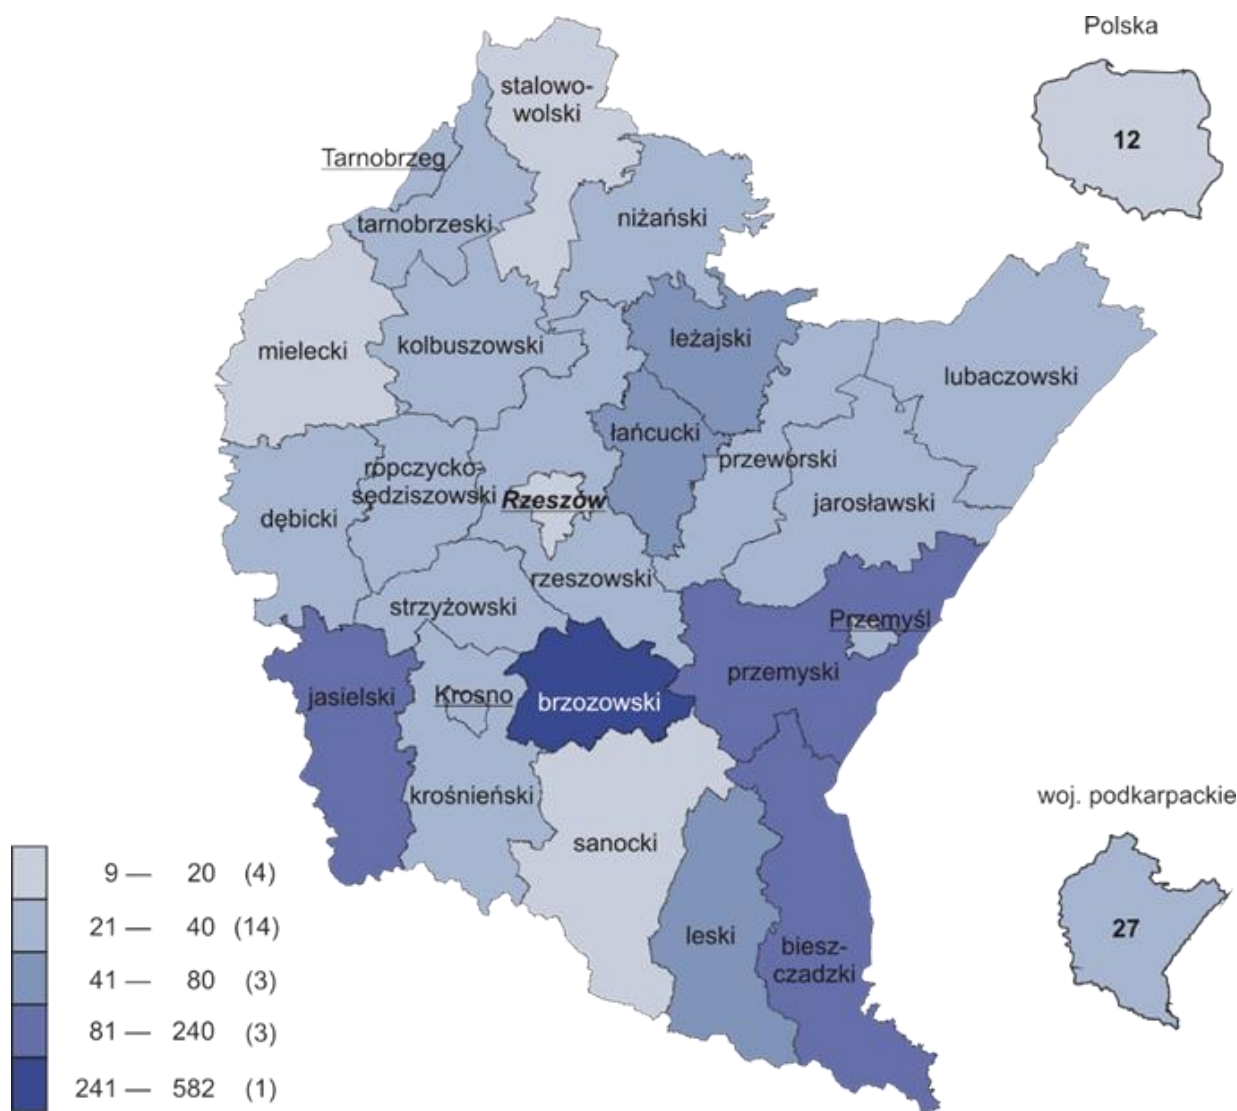 Polska
12
stalowo-
wolski
Tarnobrzeg
tarnobrzeski
niżański
mielecki
kolbuszowski
leżajski
lubaczowski
łańcucki
przeworski
ropczycko-
sędziszowski
Rzeszów
jarosławski
dębicki
rzeszowski
strzyżowski
Przemyśl
przemyski
jasielski
Krosno
brzozowski
krośnieński
sanocki
leski
biesz-
czadzki
woj. podkarpackie
27
9 — 20 (4)
21 — 40 (14)
41 — 80 (3)
81 — 240 (3)
241 — 582 (1)